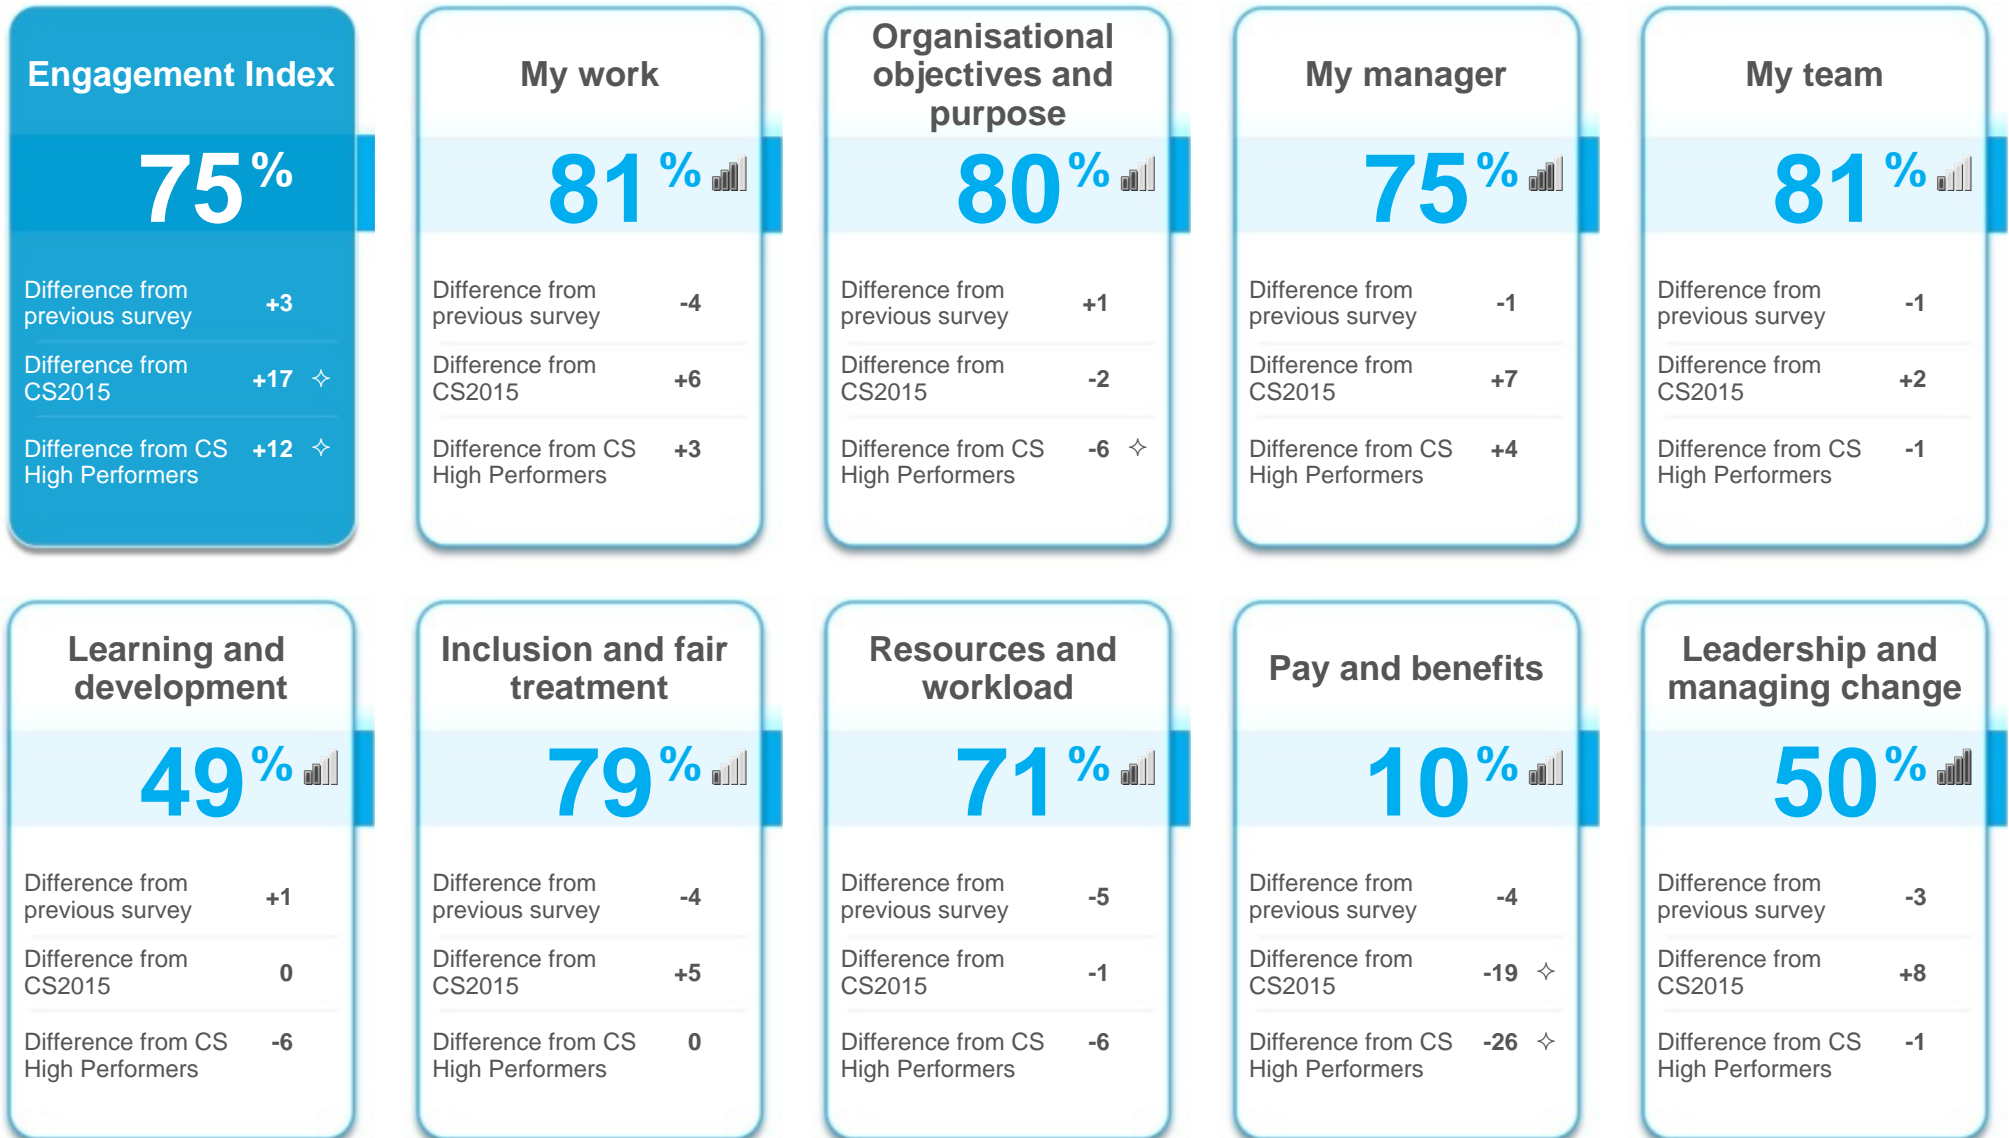 Engagement Index
75%
Difference from
previous survey
+3
Difference from
CS2015
+17 ✧
Difference from CS
High Performers
+12 ✧
My work
81%
Difference from
previous survey
-4
Difference from
CS2015
+6
Difference from CS
High Performers
+3
Organisational
objectives and
purpose
80%
Difference from
previous survey
+1
Difference from
CS2015
-2
Difference from CS
High Performers
-6 ✧
My manager
75%
Difference from
previous survey
-1
Difference from
CS2015
+7
Difference from CS
High Performers
+4
My team
81%
Difference from
previous survey
-1
Difference from
CS2015
+2
Difference from CS
High Performers
-1
Learning and
development
49%
Difference from
previous survey
+1
Difference from
CS2015
0
Difference from CS
High Performers
-6
Inclusion and fair
treatment
79%
Difference from
previous survey
-4
Difference from
CS2015
+5
Difference from CS
High Performers
0
Resources and
workload
71%
Difference from
previous survey
-5
Difference from
CS2015
-1
Difference from CS
High Performers
-6
Pay and benefits
10%
Difference from
previous survey
-4
Difference from
CS2015
-19 ✧
Difference from CS
High Performers
-26 ✧
Leadership and
managing change
50%
Difference from
previous survey
-3
Difference from
CS2015
+8
Difference from CS
High Performers
-1